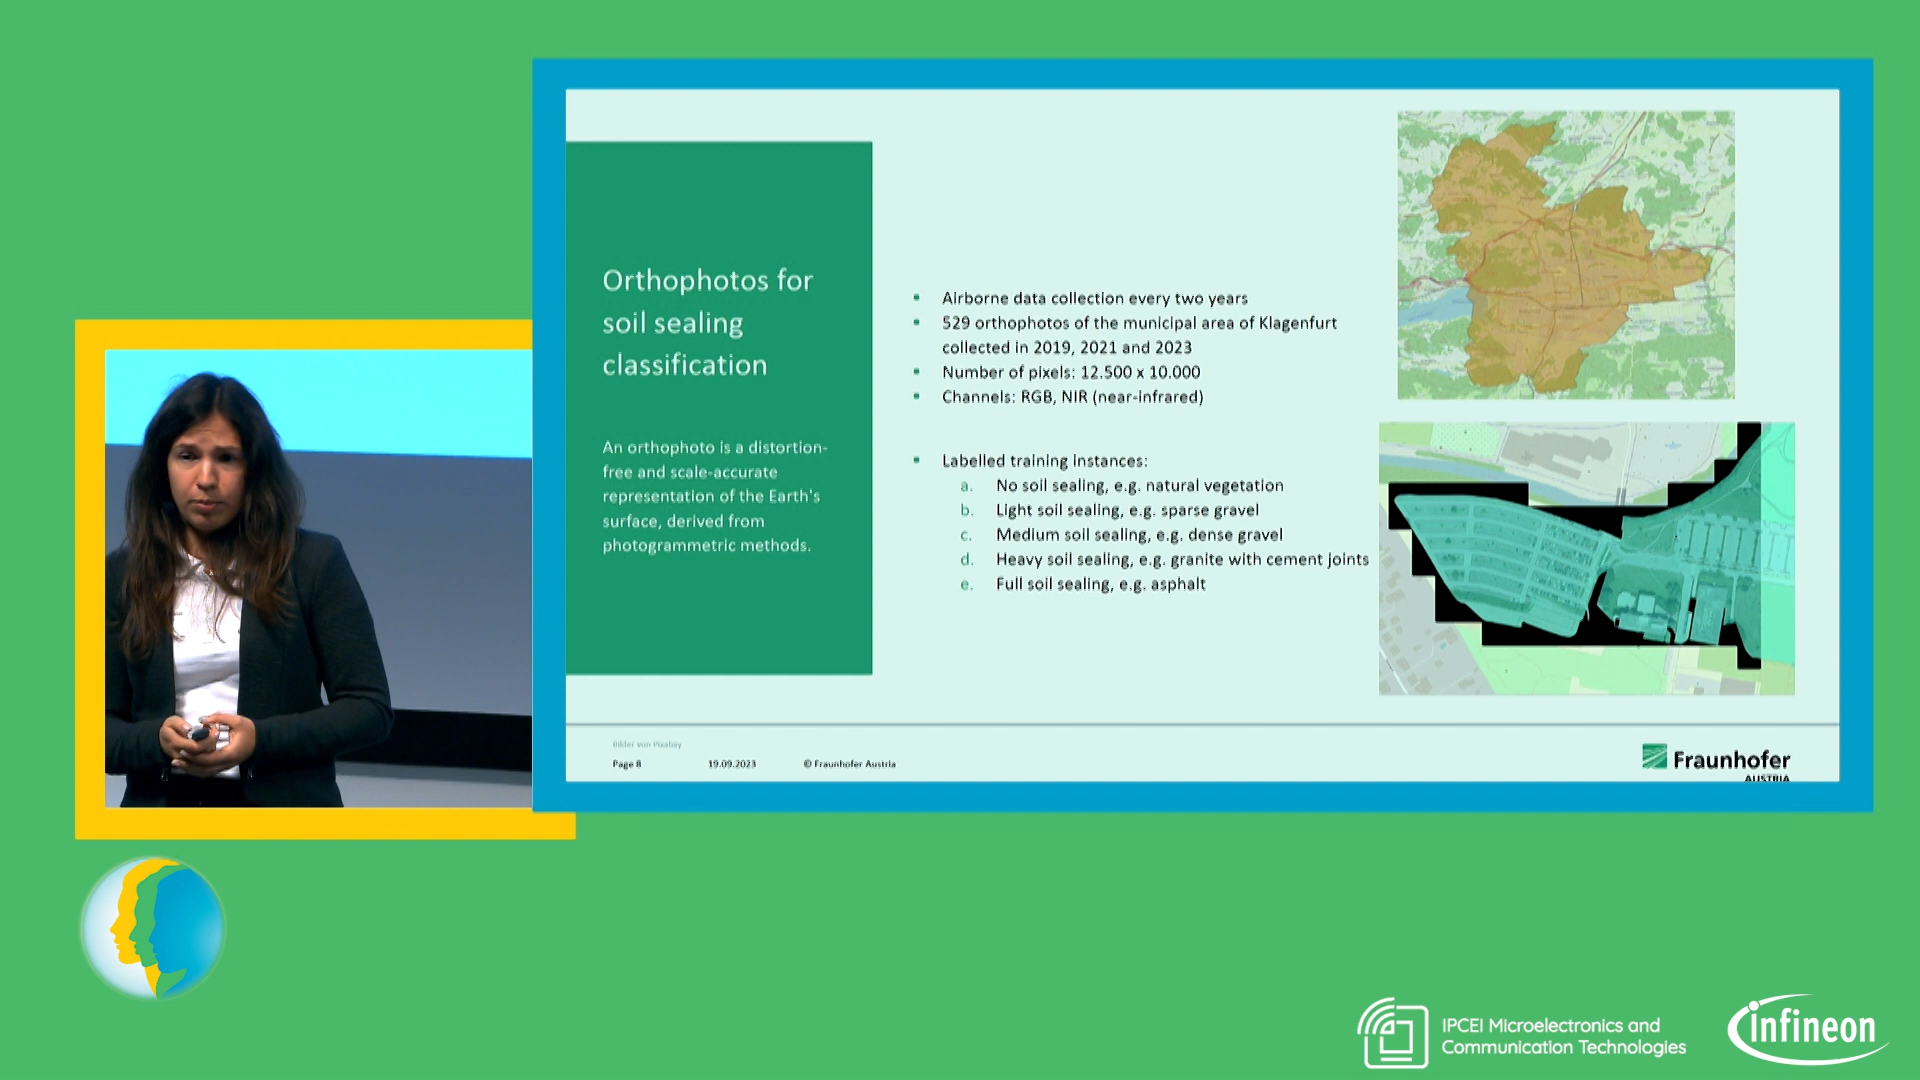 Orthophotos for
soil sealing
classification
An orthophoto is a distortion-
free and scale-accurate
representation of the Earth's
surface, derived from
photogrammetric methods.
Airborne data collection every two years
529 orthophotos of the municipal area of Klagenfurt
collected in 2019, 2021 and 2023
Number of pixels: 12.500 x 10.000
Channels: RGB, NIR (near-infrared)
Labelled training instances:
a. No soil sealing, e.g. natural vegetation
b. Light soil sealing, e.g. sparse gravel
c. Medium soil sealing, e.g. dense gravel
d. Heavy soil sealing, e.g. granite with cement joints
e. Full soil sealing, e.g. asphalt
Bilder von Pixabay
Page 8 19.09.2023 © Fraunhofer Austria
Fraunhofer
AUSTRIA
IPCEI Microelectronics and
Communication Technologies
infineon